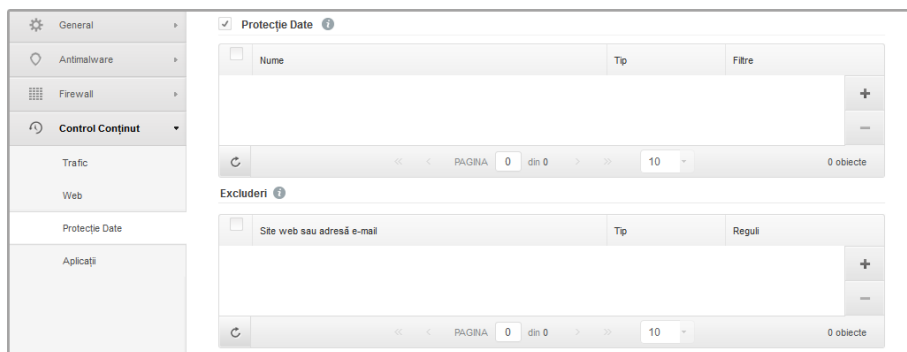 General
Antimalware
Firewall
Control Conținut
Trafic
Web
Protecție Date
Aplicații
Protecție Date
Nume Tip Filtre
PAGINA 0 din 0 10 0 obiecte
Excluderi
Site web sau adresă e-mail Tip Reguli
PAGINA 0 din 0 10 0 obiecte